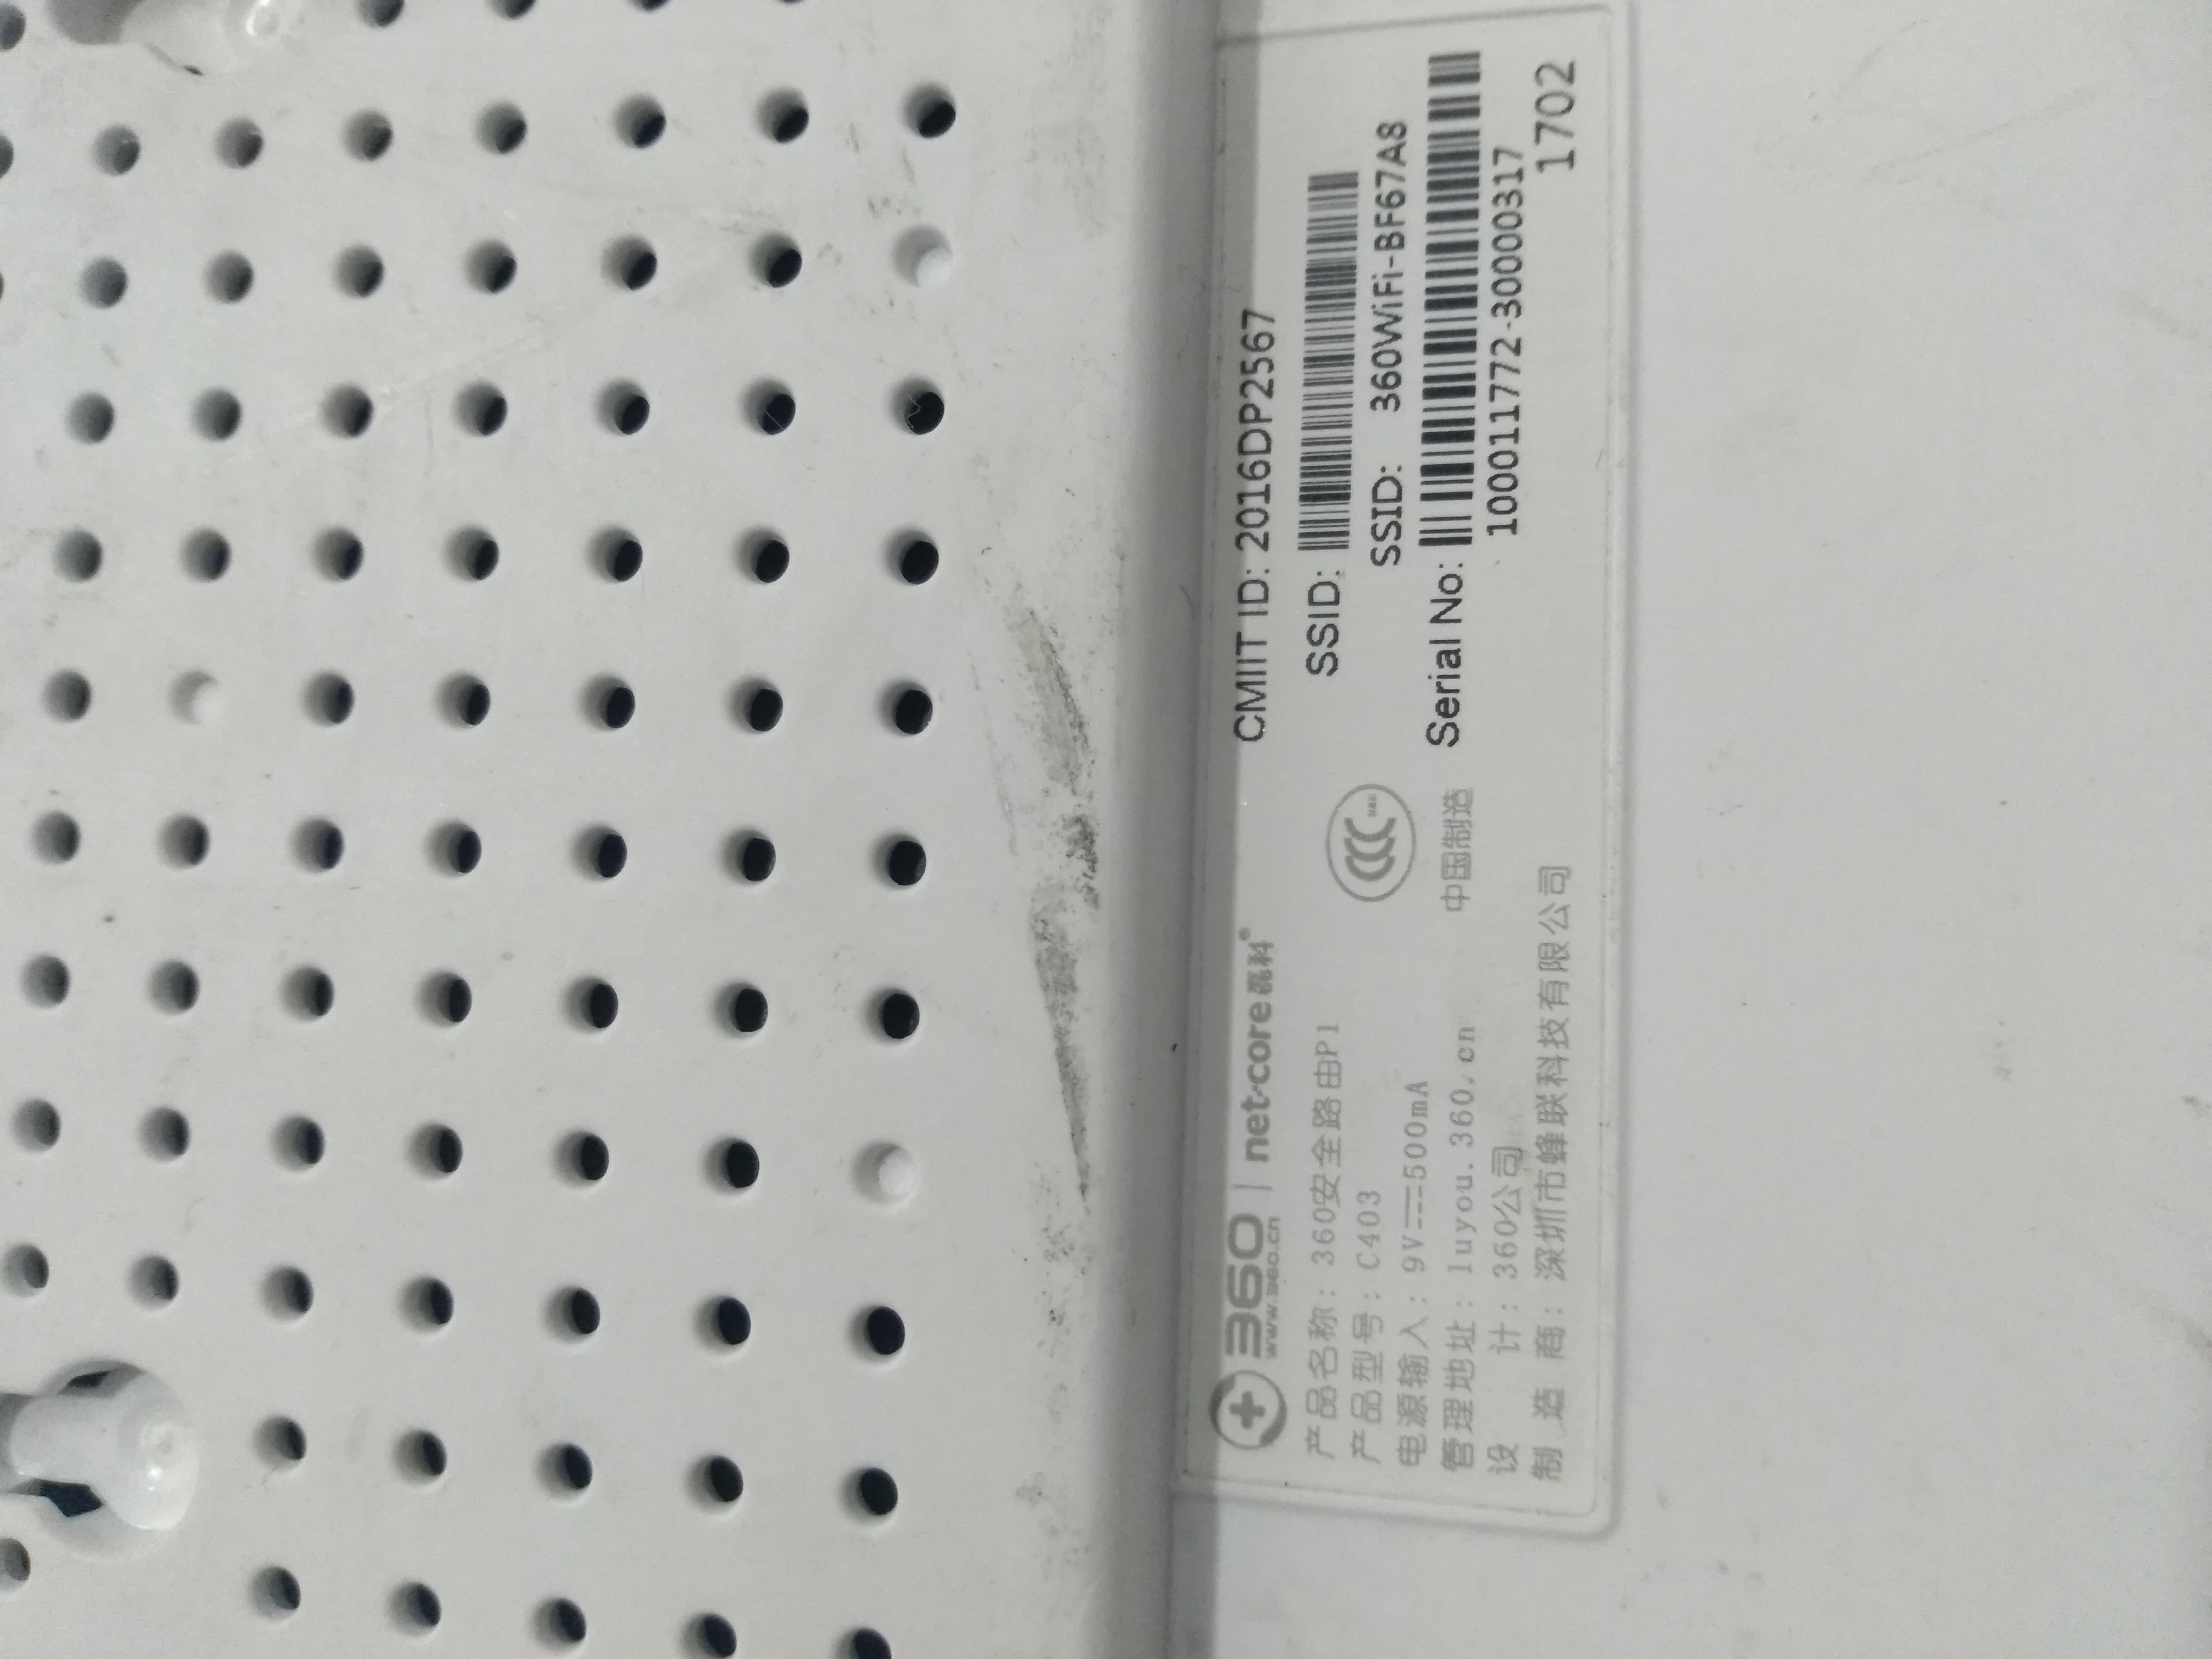 360 | net-core 磊科®
www.360.cn
产品名称：360安全路由P1
产品型号：C403
电源输入：9V⎓500mA
管理地址：luyou.360.cn
设 计：360公司
制 造 商：深圳市蜂联科技有限公司
CCC
中国制造
CMIIT ID: 2016DP2567
SSID:
SSID: 360WiFi-BF67A8
Serial No:
100011772-30000317
1702